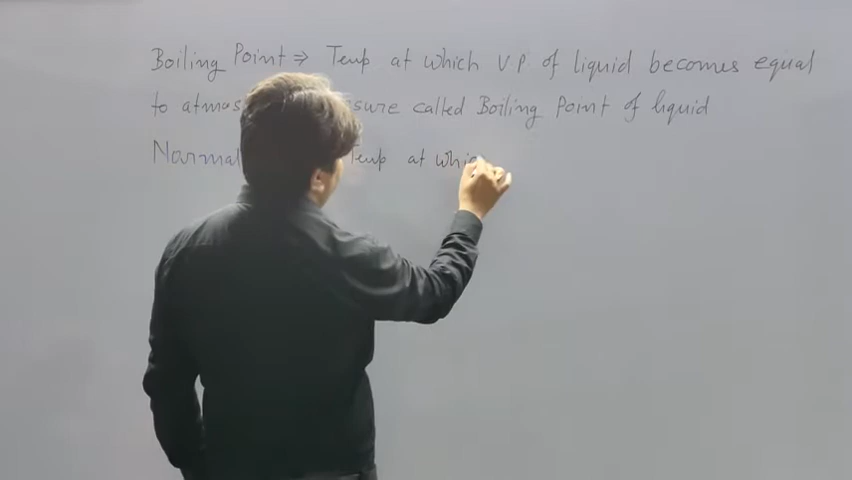 Boiling Point ⇒ Temp at which VP of liquid becomes equal
to atmos sure called Boiling Point of liquid
Normal Temp at whic